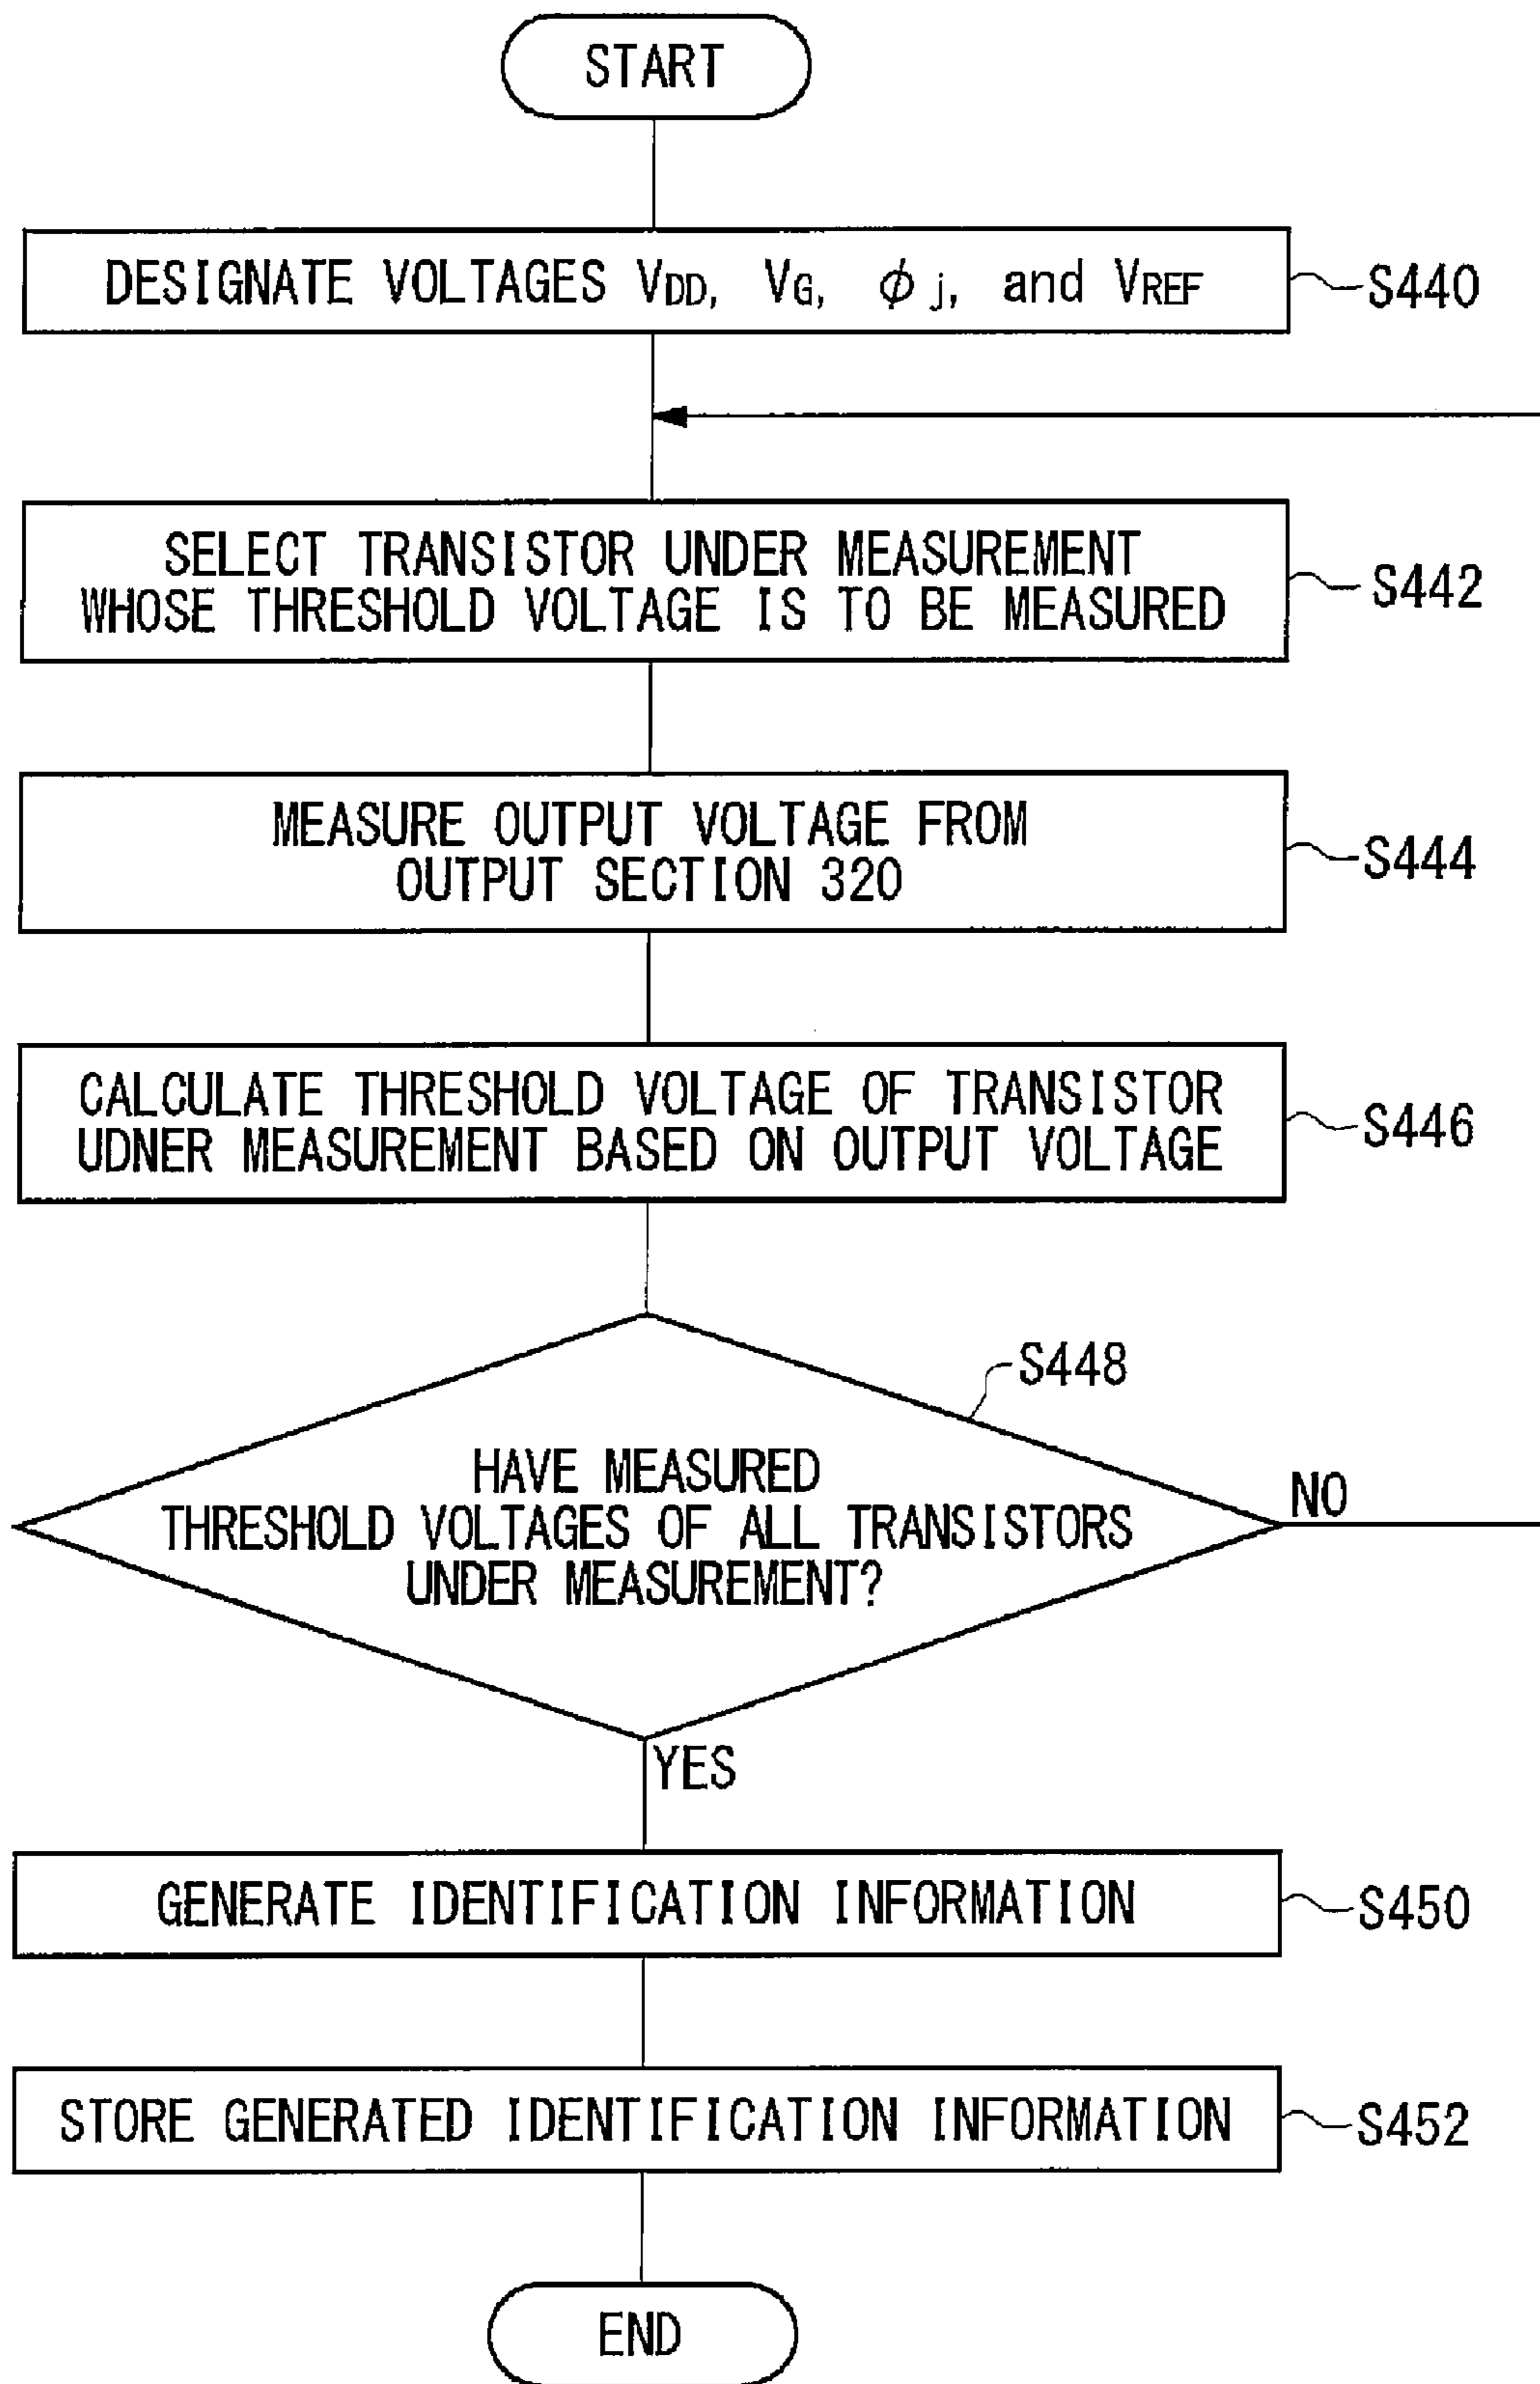 START
DESIGNATE VOLTAGES VDD, VG, ϕj, and VREF
S440
SELECT TRANSISTOR UNDER MEASUREMENT
WHOSE THRESHOLD VOLTAGE IS TO BE MEASURED
S442
MEASURE OUTPUT VOLTAGE FROM
OUTPUT SECTION 320
S444
CALCULATE THRESHOLD VOLTAGE OF TRANSISTOR
UDNER MEASUREMENT BASED ON OUTPUT VOLTAGE
S446
S448
HAVE MEASURED
THRESHOLD VOLTAGES OF ALL TRANSISTORS
UNDER MEASUREMENT?
NO
YES
GENERATE IDENTIFICATION INFORMATION
S450
STORE GENERATED IDENTIFICATION INFORMATION
S452
END